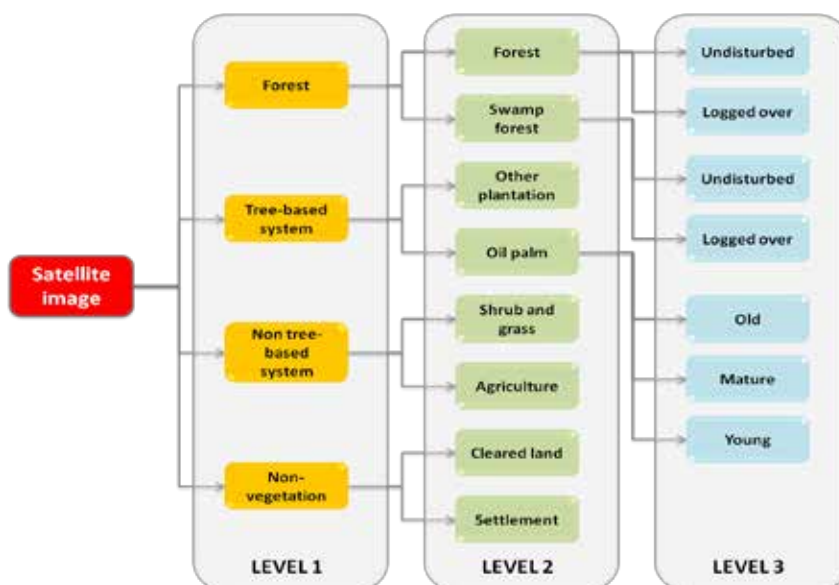 Satellite
image
Forest
Tree-based
system
Non tree-
based
system
Non-
vegetation
LEVEL 1
Forest
Swamp
forest
Other
plantation
Oil palm
Shrub and
grass
Agriculture
Cleared land
Settlement
LEVEL 2
Undisturbed
Logged over
Undisturbed
Logged over
Old
Mature
Young
LEVEL 3